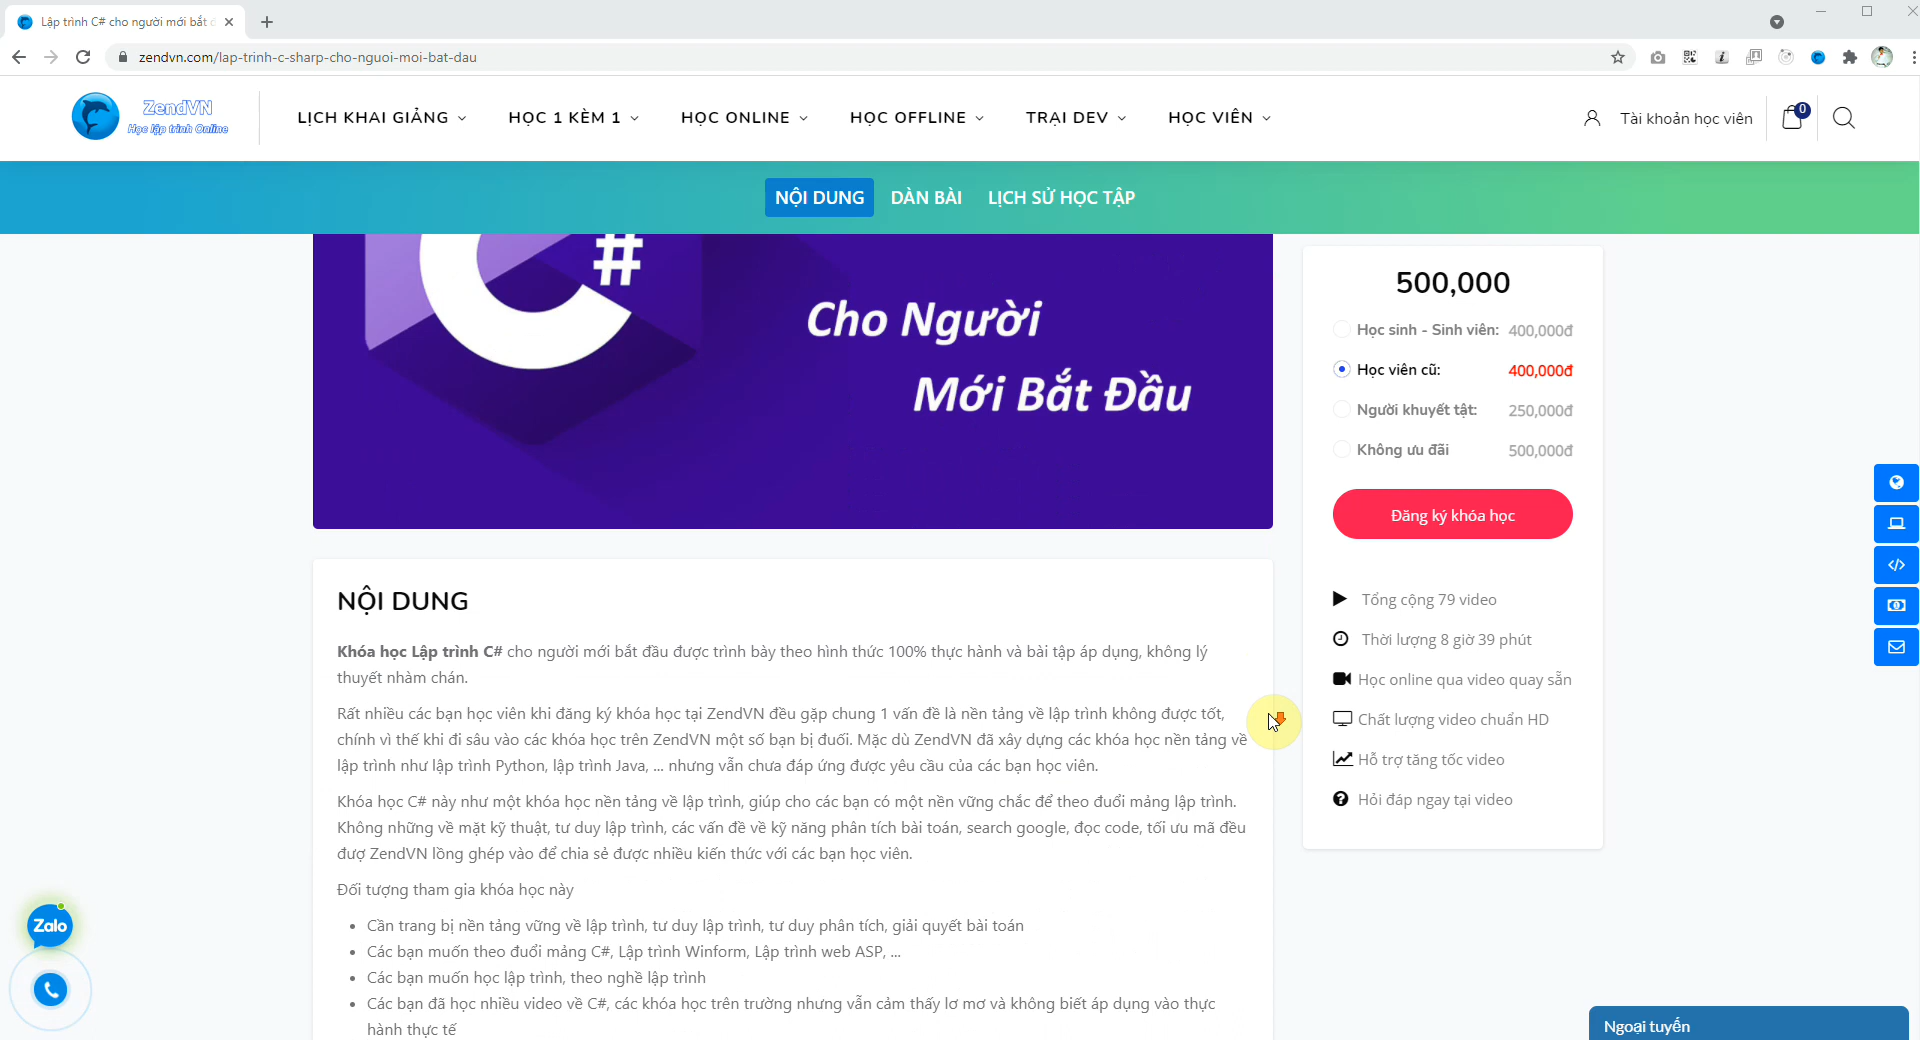 Lập trình C# cho người mới bắt đ
zendvn.com/lap-trinh-c-sharp-cho-nguoi-moi-bat-dau
ZendVN
Học lập trình Online
LỊCH KHAI GIẢNG
HỌC 1 KÈM 1
HỌC ONLINE
HỌC OFFLINE
TRẠI DEV
HỌC VIÊN
Tài khoản học viên
0
NỘI DUNG
DÀN BÀI
LỊCH SỬ HỌC TẬP
C#
Cho Người
Mới Bắt Đầu
500,000
Học sinh - Sinh viên: 400,000đ
Học viên cũ: 400,000đ
Người khuyết tật: 250,000đ
Không ưu đãi 500,000đ
Đăng ký khóa học
Tổng cộng 79 video
Thời lượng 8 giờ 39 phút
Học online qua video quay sẵn
Chất lượng video chuẩn HD
Hỗ trợ tăng tốc video
Hỏi đáp ngay tại video
NỘI DUNG
Khóa học Lập trình C# cho người mới bắt đầu được trình bày theo hình thức 100% thực hành và bài tập áp dụng, không lý
thuyết nhàm chán.
Rất nhiều các bạn học viên khi đăng ký khóa học tại ZendVN đều gặp chung 1 vấn đề là nền tảng về lập trình không được tốt,
chính vì thế khi đi sâu vào các khóa học trên ZendVN một số bạn bị đuối. Mặc dù ZendVN đã xây dựng các khóa học nền tảng về
lập trình như lập trình Python, lập trình Java, ... nhưng vẫn chưa đáp ứng được yêu cầu của các bạn học viên.
Khóa học C# này như một khóa học nền tảng về lập trình, giúp cho các bạn có một nền vững chắc để theo đuổi mảng lập trình.
Không những về mặt kỹ thuật, tư duy lập trình, các vấn đề về kỹ năng phân tích bài toán, search google, đọc code, tối ưu mã đều
đượ ZendVN lồng ghép vào để chia sẻ được nhiều kiến thức với các bạn học viên.
Đối tượng tham gia khóa học này
Cần trang bị nền tảng vững về lập trình, tư duy lập trình, tư duy phân tích, giải quyết bài toán
Các bạn muốn theo đuổi mảng C#, Lập trình Winform, Lập trình web ASP, ...
Các bạn muốn học lập trình, theo nghề lập trình
Các bạn đã học nhiều video về C#, các khóa học trên trường nhưng vẫn cảm thấy lơ mơ và không biết áp dụng vào thực
hành thực tế
Zalo
Ngoại tuyến